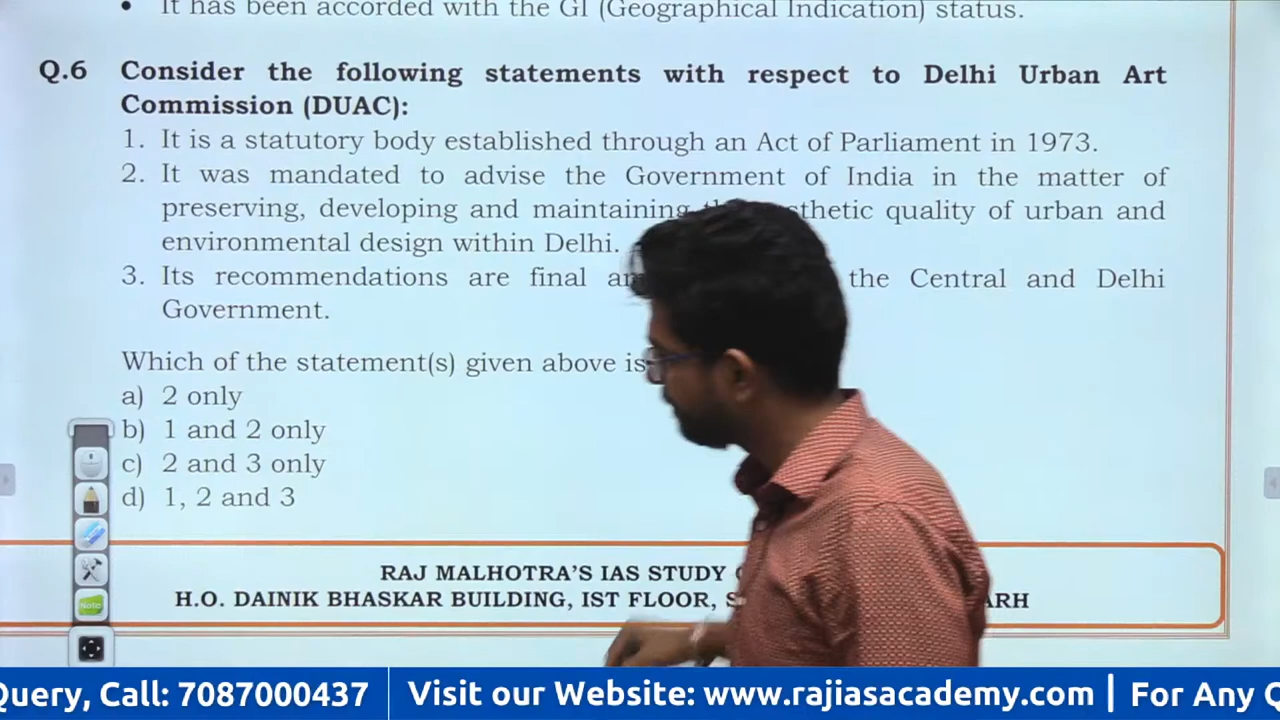 • It has been accorded with the GI (Geographical Indication) status.
Q.6 Consider the following statements with respect to Delhi Urban Art
Commission (DUAC):
1. It is a statutory body established through an Act of Parliament in 1973.
2. It was mandated to advise the Government of India in the matter of
preserving, developing and maintaining quality of urban and
environmental design within Delhi.
3. Its recommendations are final the Central and Delhi
Government.
Which of the statement(s) given above is
a) 2 only
b) 1 and 2 only
c) 2 and 3 only
d) 1, 2 and 3
Note
RAJ MALHOTRA'S IAS STUDY
H.O. DAINIK BHASKAR BUILDING, IST FLOOR,
Query, Call: 7087000437 Visit our Website: www.rajiasacademy.com | For Any